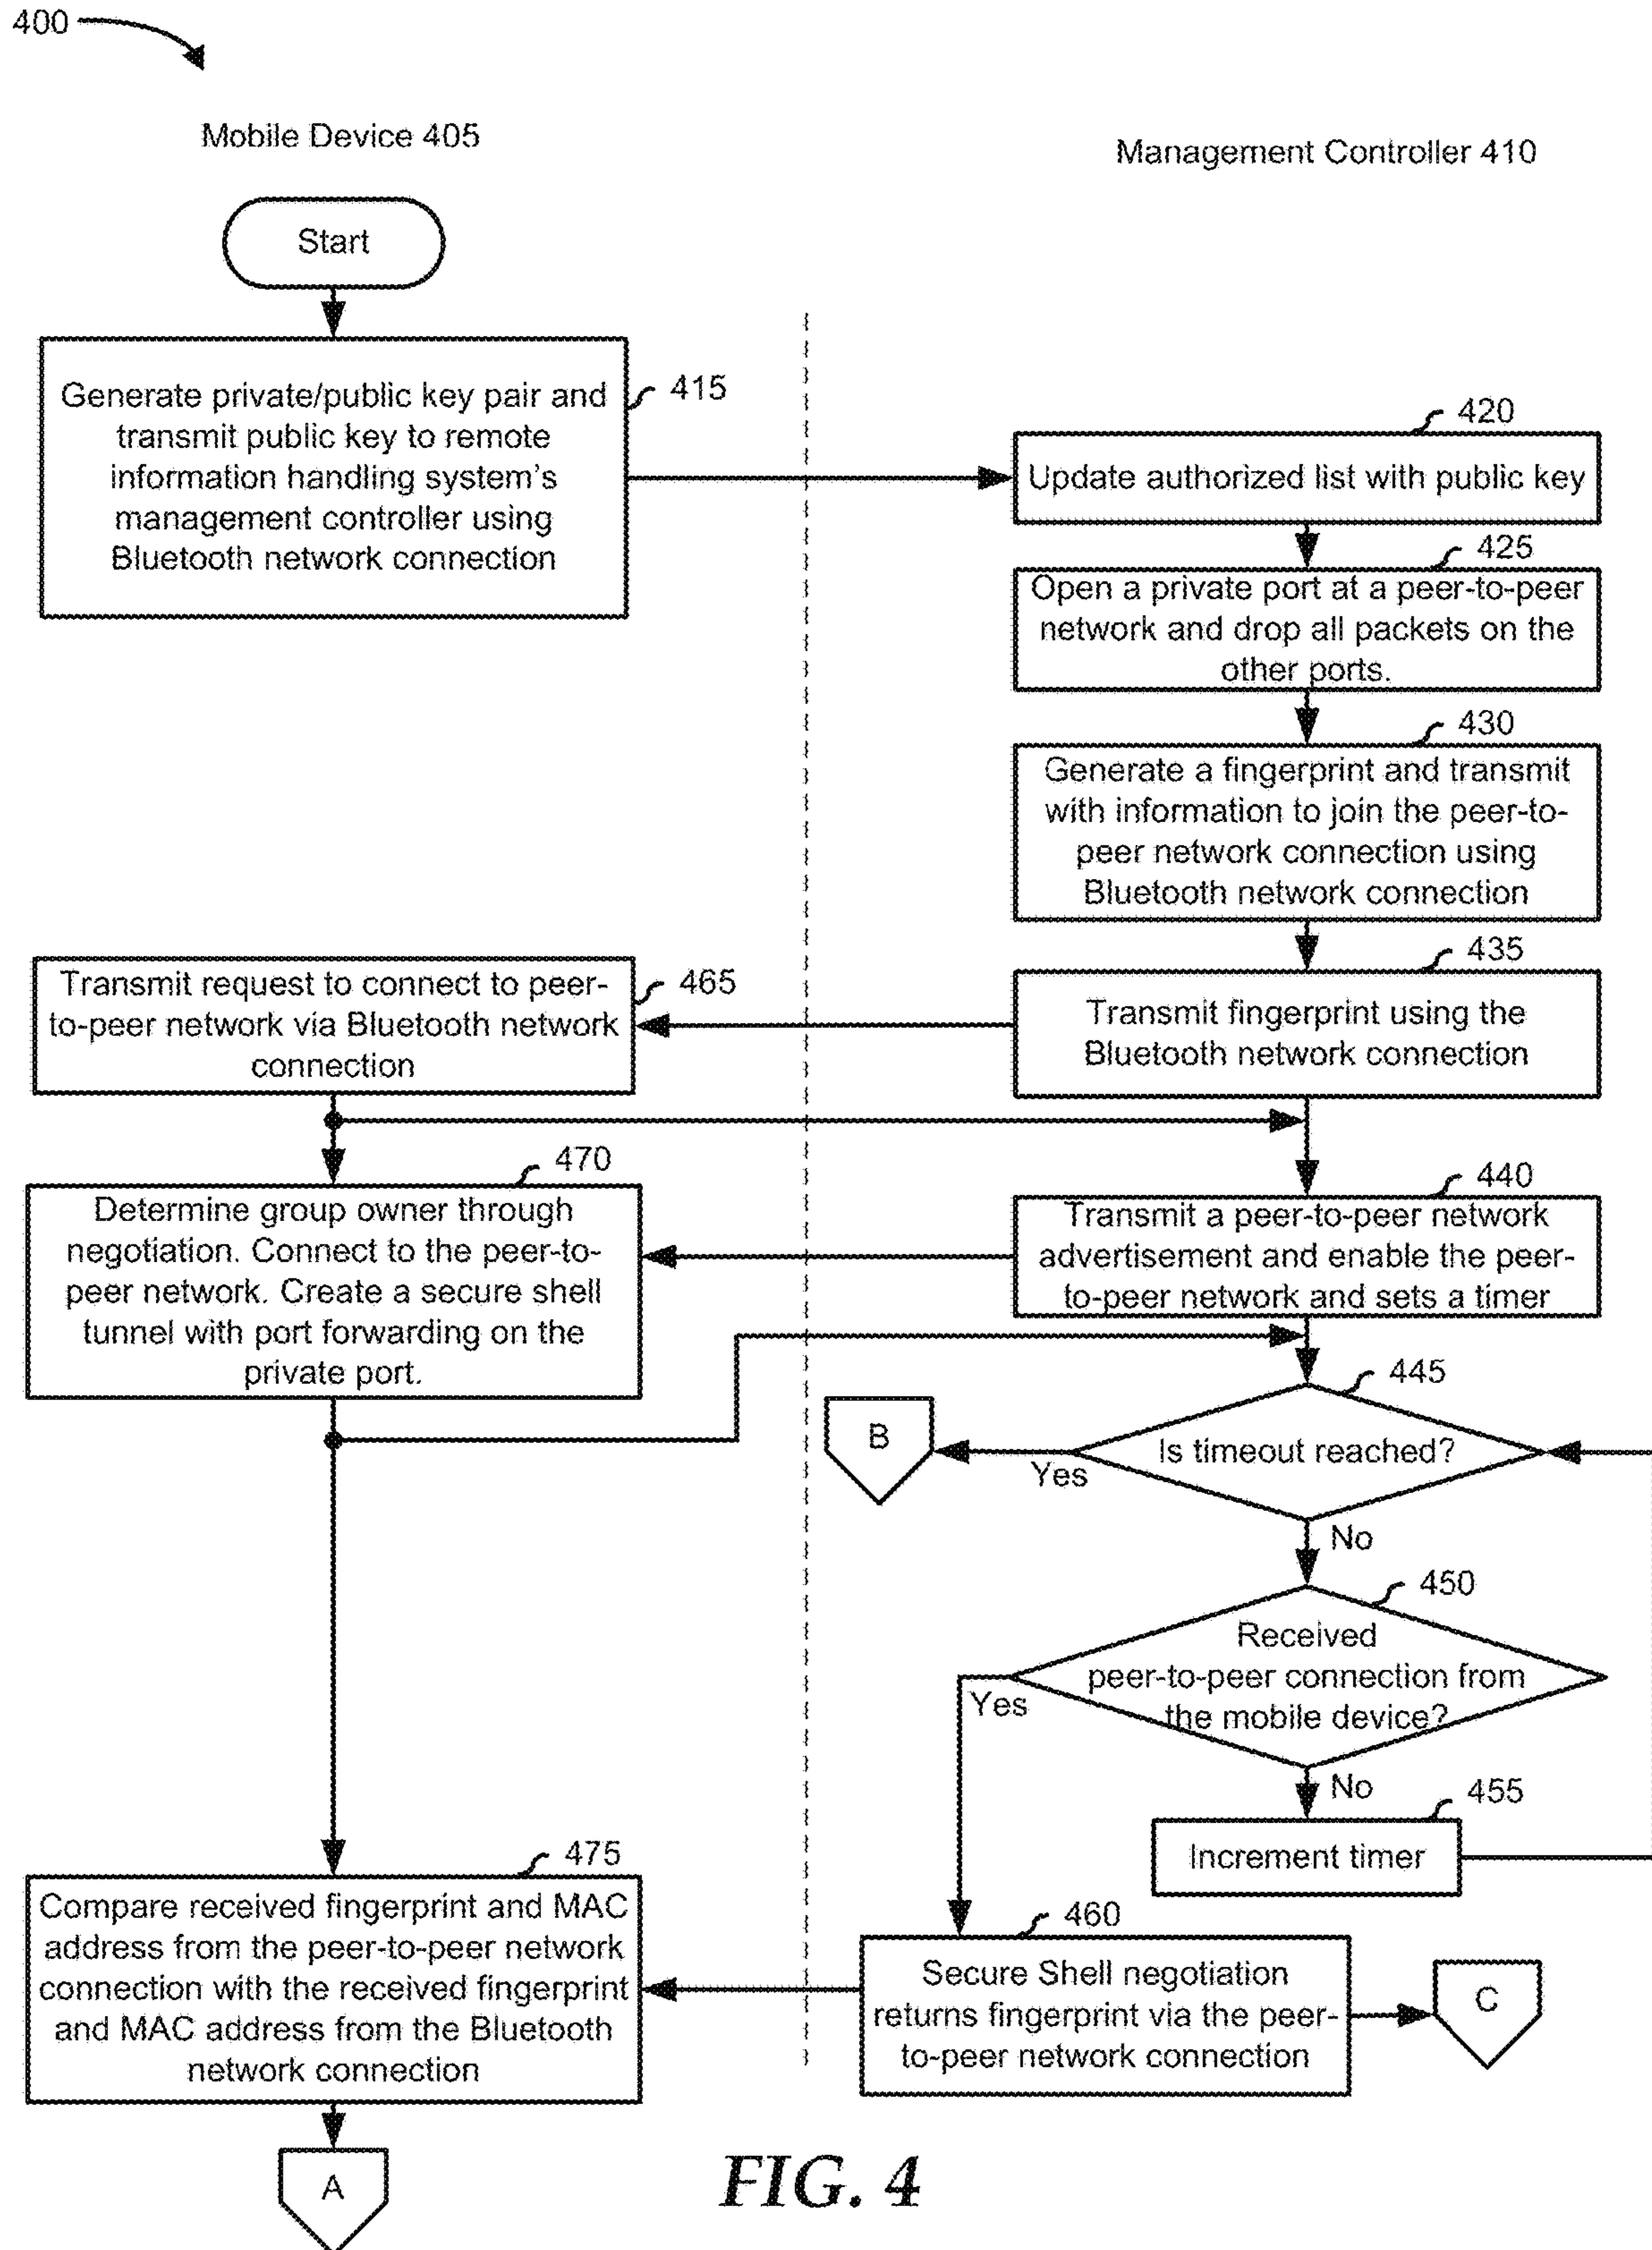 400
Mobile Device 405
Management Controller 410
Start
Generate private/public key pair and
transmit public key to remote
information handling system's
management controller using
Bluetooth network connection
415
420
Update authorized list with public key
425
Open a private port at a peer-to-peer
network and drop all packets on the
other ports.
430
Generate a fingerprint and transmit
with information to join the peer-to-
peer network connection using
Bluetooth network connection
435
Transmit fingerprint using the
Bluetooth network connection
Transmit request to connect to peer-
to-peer network via Bluetooth network
connection
465
470
Determine group owner through
negotiation. Connect to the peer-to-
peer network. Create a secure shell
tunnel with port forwarding on the
private port.
440
Transmit a peer-to-peer network
advertisement and enable the peer-
to-peer network and sets a timer
445
Is timeout reached?
Yes
B
No
450
Received
peer-to-peer connection from
the mobile device?
Yes
No
455
Increment timer
475
Compare received fingerprint and MAC
address from the peer-to-peer network
connection with the received fingerprint
and MAC address from the Bluetooth
network connection
460
Secure Shell negotiation
returns fingerprint via the peer-
to-peer network connection
C
A
FIG. 4